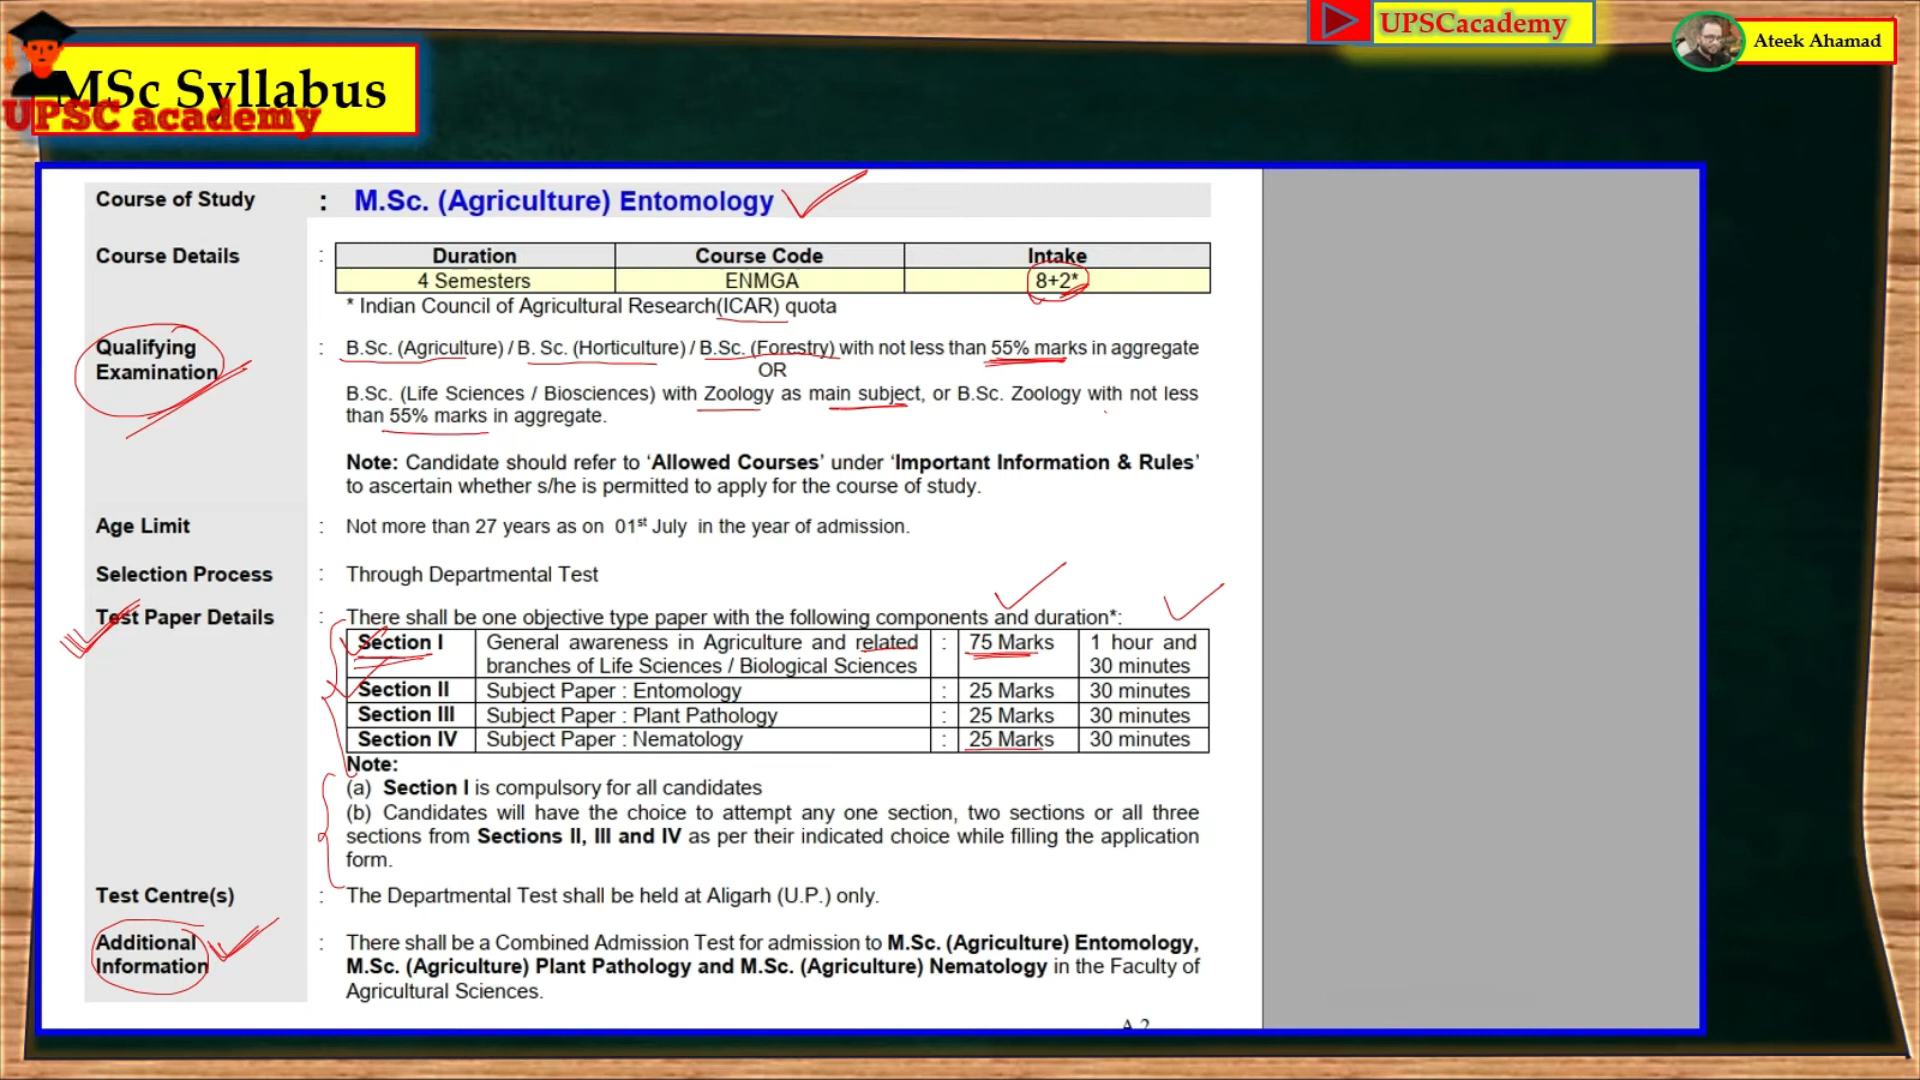 UPSCacademy
Ateek Ahamad
MSc Syllabus
UPSC academy
Course of Study : M.Sc. (Agriculture) Entomology
Course Details :
Duration Course Code Intake
4 Semesters ENMGA 8+2*
* Indian Council of Agricultural Research(ICAR) quota
Qualifying Examination : B.Sc. (Agriculture) / B. Sc. (Horticulture) / B.Sc. (Forestry) with not less than 55% marks in aggregate
OR
B.Sc. (Life Sciences / Biosciences) with Zoology as main subject, or B.Sc. Zoology with not less
than 55% marks in aggregate.
Note: Candidate should refer to ‘Allowed Courses’ under ‘Important Information & Rules’
to ascertain whether s/he is permitted to apply for the course of study.
Age Limit : Not more than 27 years as on 01st July in the year of admission.
Selection Process : Through Departmental Test
Test Paper Details : There shall be one objective type paper with the following components and duration*:
Section I General awareness in Agriculture and related branches of Life Sciences / Biological Sciences : 75 Marks 1 hour and 30 minutes
Section II Subject Paper : Entomology : 25 Marks 30 minutes
Section III Subject Paper : Plant Pathology : 25 Marks 30 minutes
Section IV Subject Paper : Nematology : 25 Marks 30 minutes
Note:
(a) Section I is compulsory for all candidates
(b) Candidates will have the choice to attempt any one section, two sections or all three
sections from Sections II, III and IV as per their indicated choice while filling the application
form.
Test Centre(s) : The Departmental Test shall be held at Aligarh (U.P.) only.
Additional Information : There shall be a Combined Admission Test for admission to M.Sc. (Agriculture) Entomology,
M.Sc. (Agriculture) Plant Pathology and M.Sc. (Agriculture) Nematology in the Faculty of
Agricultural Sciences.